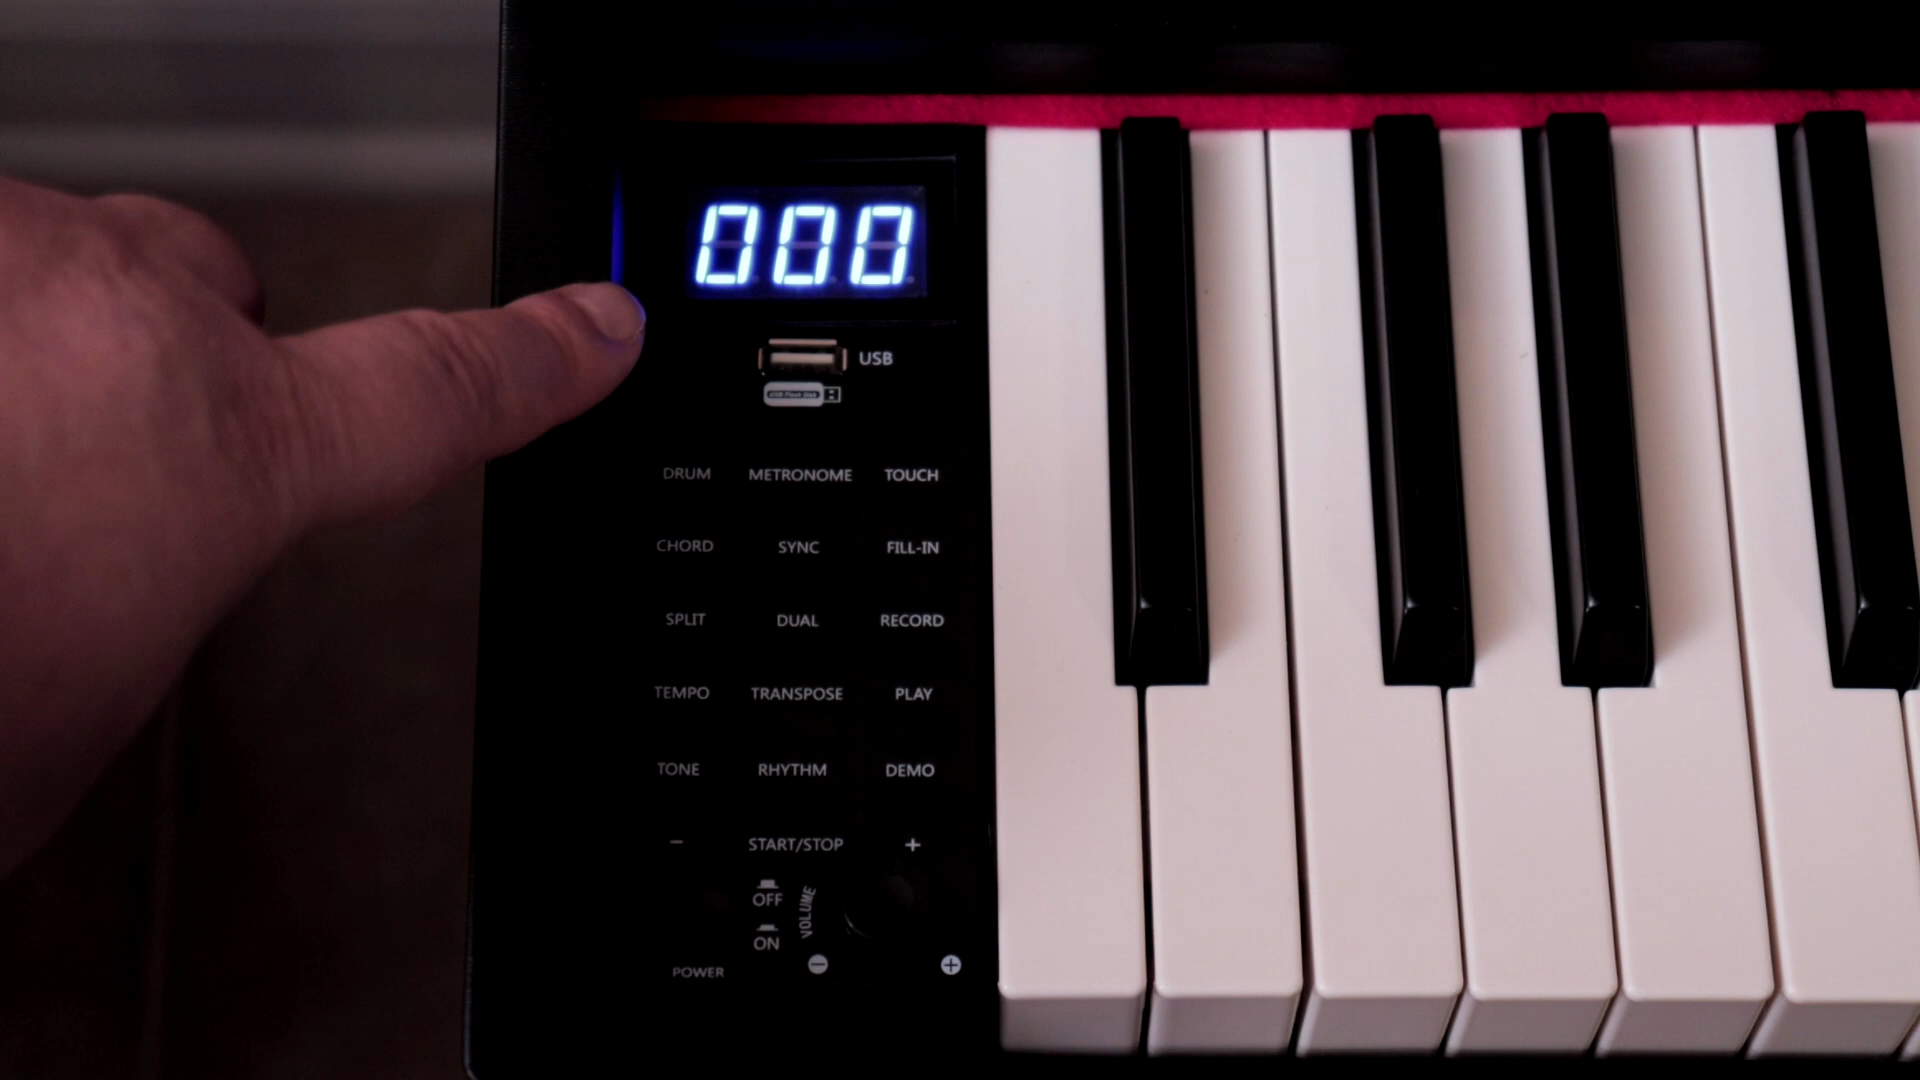 000
USB
DRUM METRONOME TOUCH
CHORD SYNC FILL-IN
SPLIT DUAL RECORD
TEMPO TRANSPOSE PLAY
TONE RHYTHM DEMO
- START/STOP +
OFF
VOLUME
ON
- +
POWER